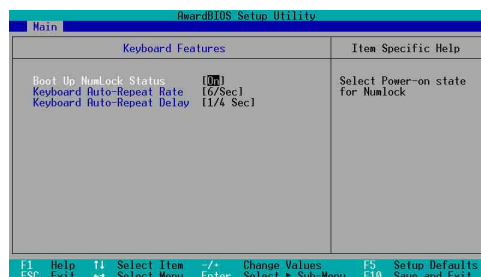 AwardBIOS Setup Utility
Main
Keyboard Features
Item Specific Help
Boot Up NumLock Status [On]
Keyboard Auto-Repeat Rate [6/Sec]
Keyboard Auto-Repeat Delay [1/4 Sec]
Select Power-on state
for Numlock
F1 Help ↑↓ Select Item -/+ Change Values F5 Setup Defaults
ESC Exit ←→ Select Menu Enter Select ► Sub-Menu F10 Save and Exit